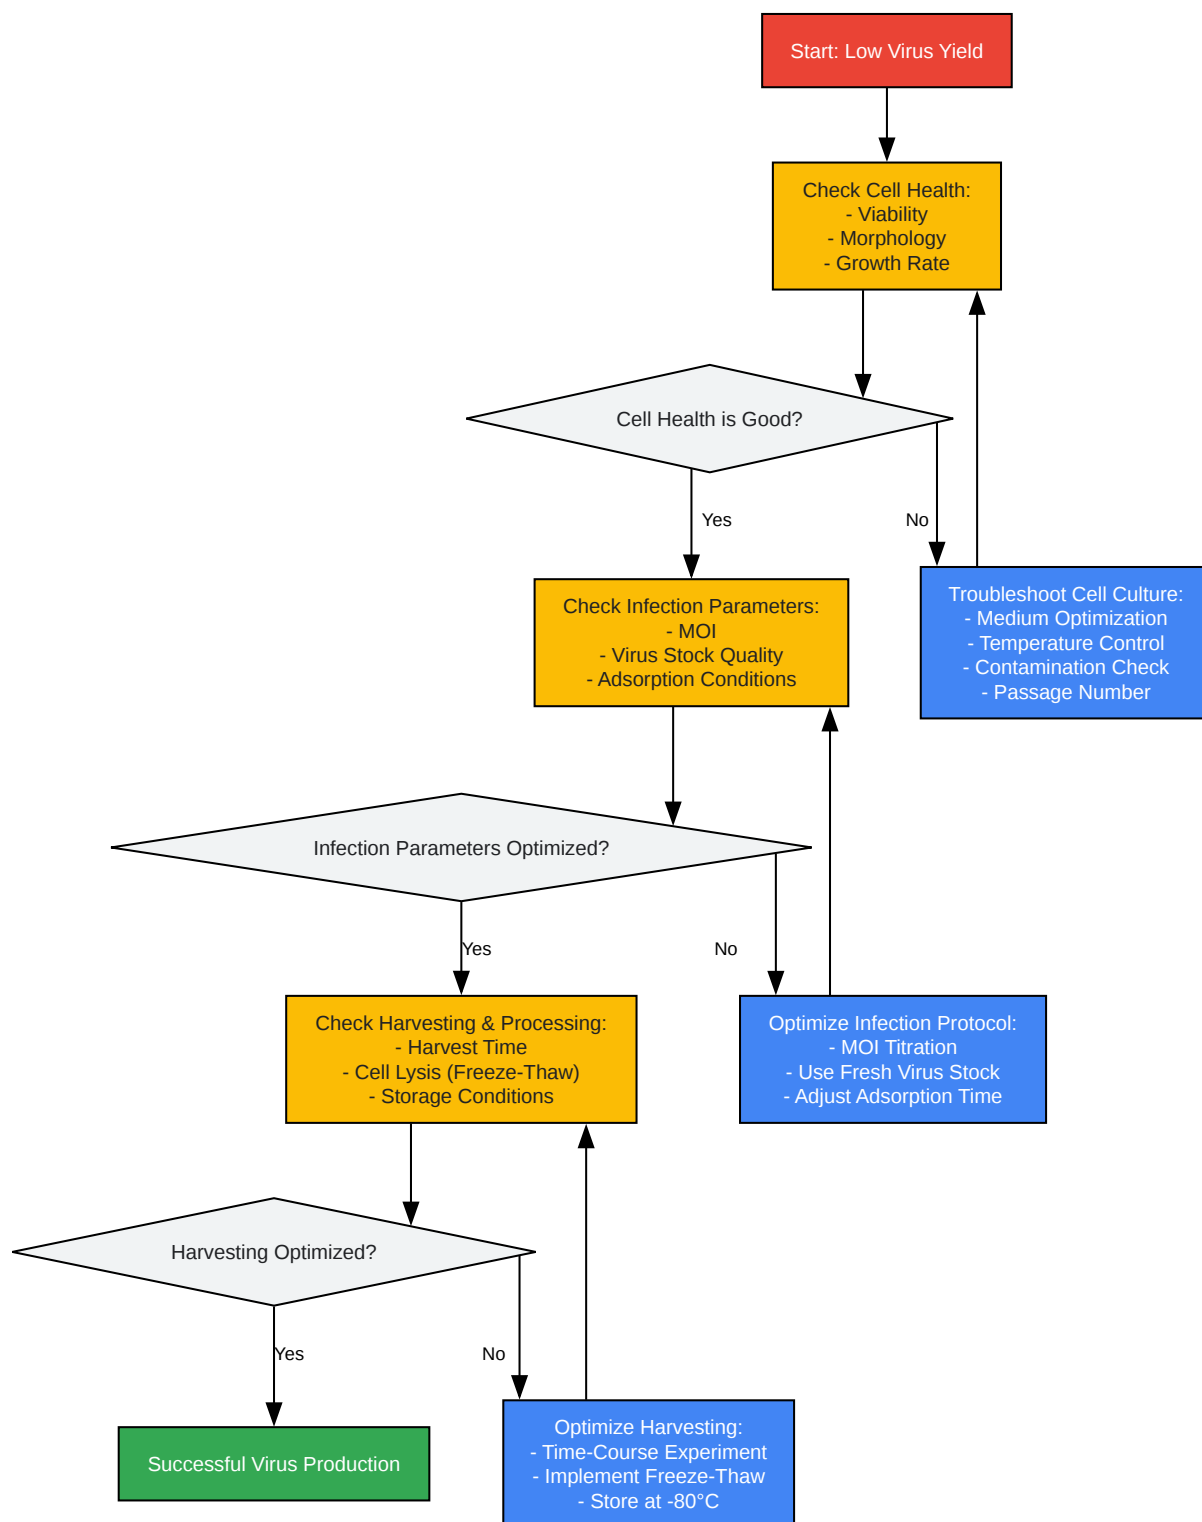 Start: Low Virus Yield
Check Cell Health:
- Viability
- Morphology
- Growth Rate
Cell Health is Good?
Yes
No
Check Infection Parameters:
- MOI
- Virus Stock Quality
- Adsorption Conditions
Troubleshoot Cell Culture:
- Medium Optimization
- Temperature Control
- Contamination Check
- Passage Number
Infection Parameters Optimized?
Yes
No
Check Harvesting & Processing:
- Harvest Time
- Cell Lysis (Freeze-Thaw)
- Storage Conditions
Optimize Infection Protocol:
- MOI Titration
- Use Fresh Virus Stock
- Adjust Adsorption Time
Harvesting Optimized?
Yes
No
Successful Virus Production
Optimize Harvesting:
- Time-Course Experiment
- Implement Freeze-Thaw
- Store at -80°C